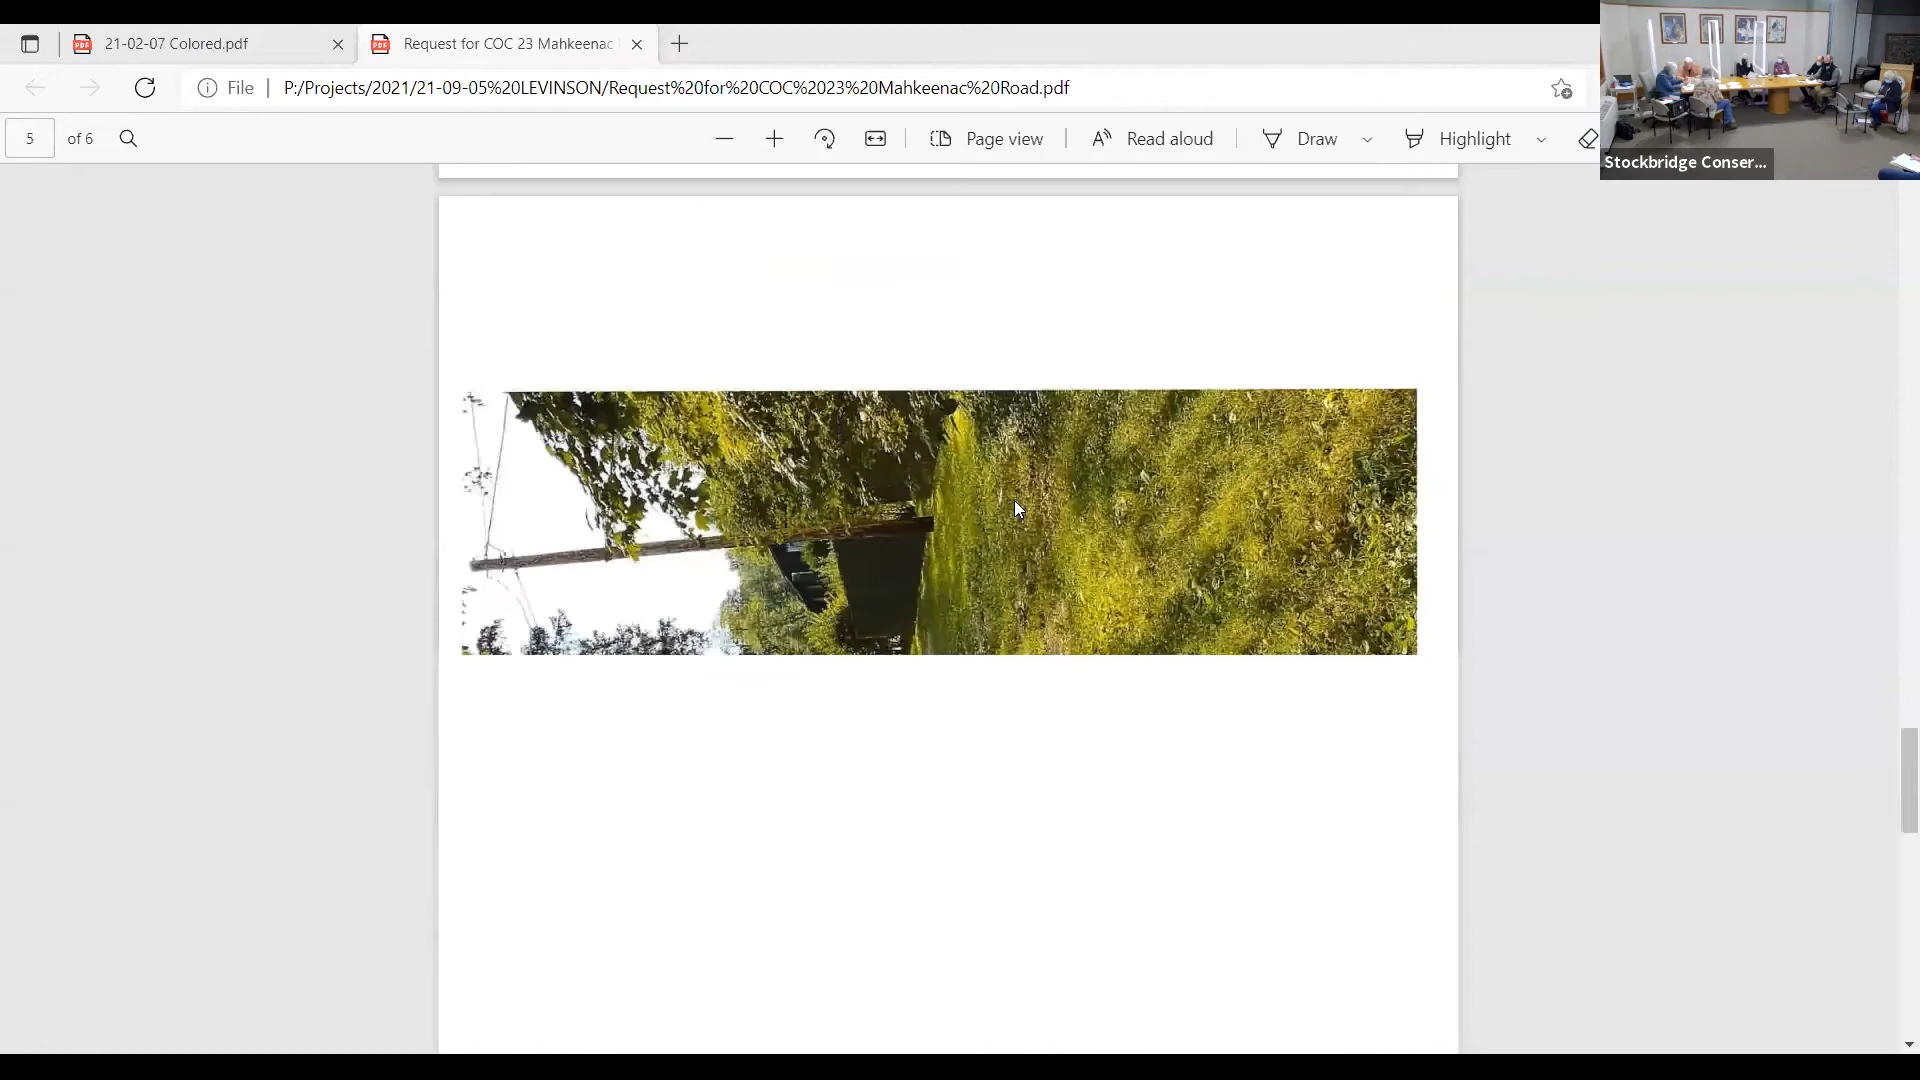 21-02-07 Colored.pdf
Request for COC 23 Mahkeenac
File
P:/Projects/2021/21-09-05%20LEVINSON/Request%20for%20COC%2023%20Mahkeenac%20Road.pdf
5 of 6
Page view
Read aloud
Draw
Highlight
Stockbridge Conser...